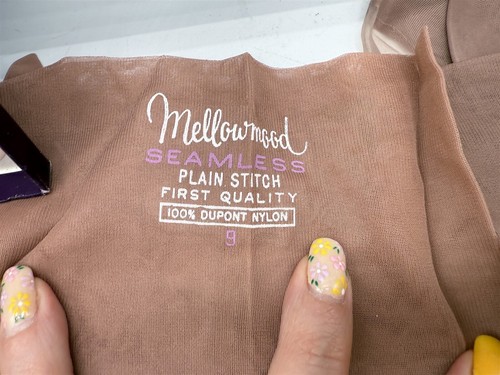 Mellowmood
SEAMLESS
PLAIN STITCH
FIRST QUALITY
100% DUPONT NYLON
9